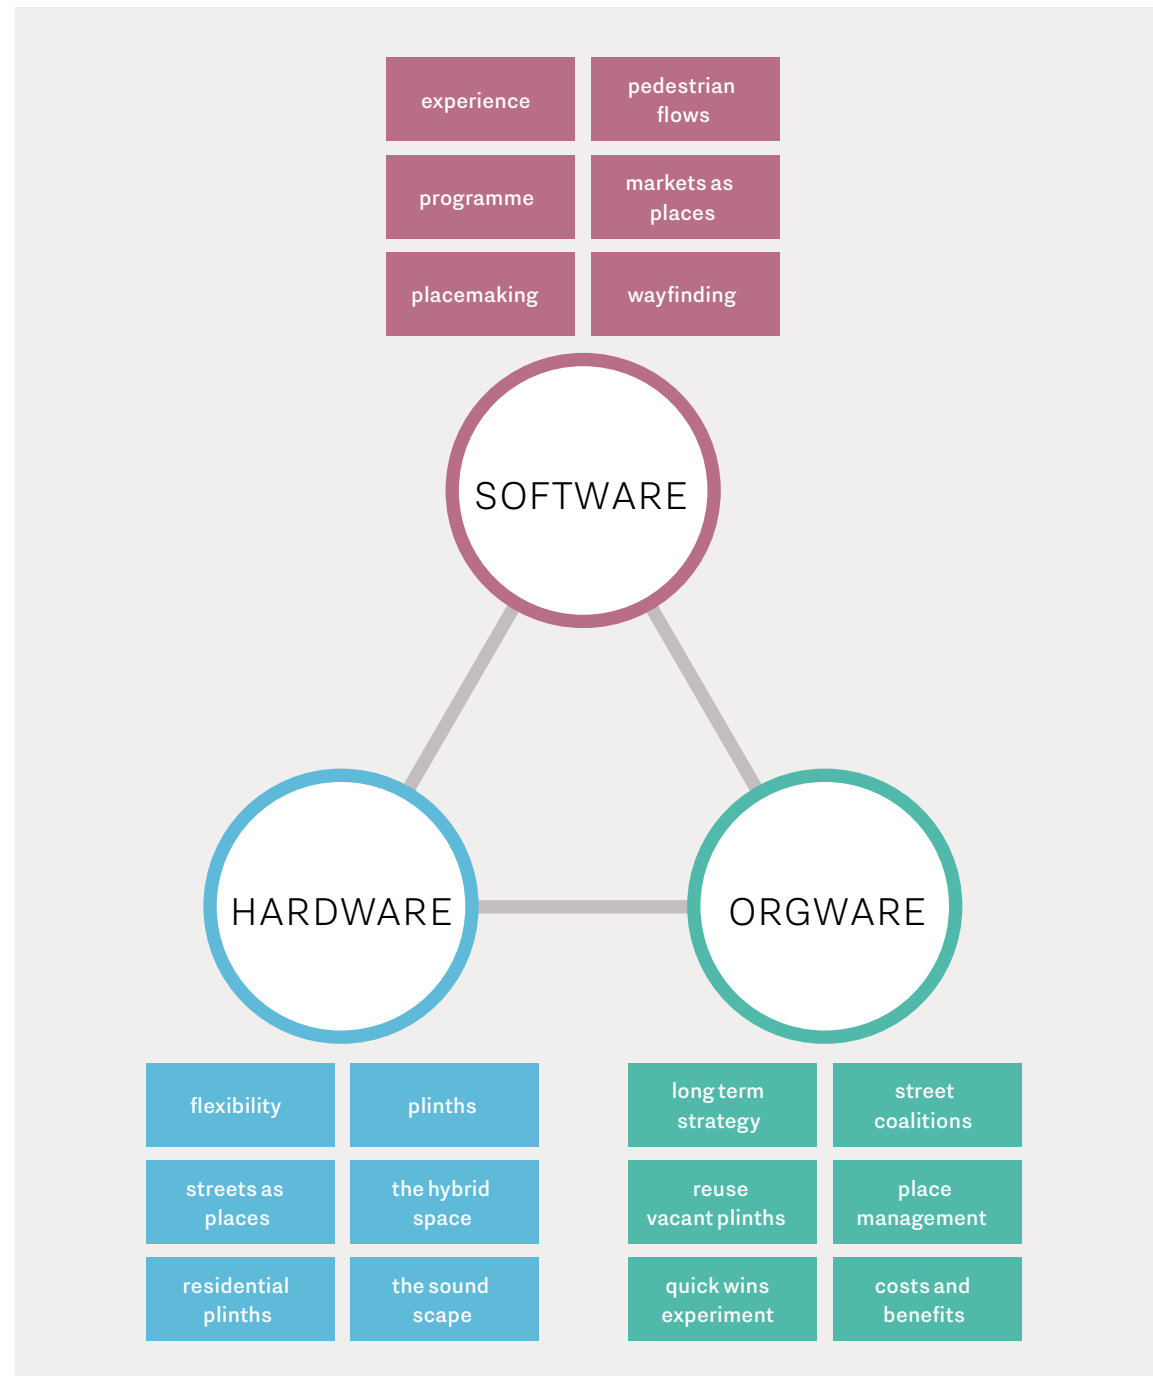 experience
pedestrian
flows
programme
markets as
places
placemaking
wayfinding
SOFTWARE
HARDWARE
ORGWARE
flexibility
plinths
streets as
places
the hybrid
space
residential
plinths
the sound
scape
long term
strategy
street
coalitions
reuse
vacant plinths
place
management
quick wins
experiment
costs and
benefits